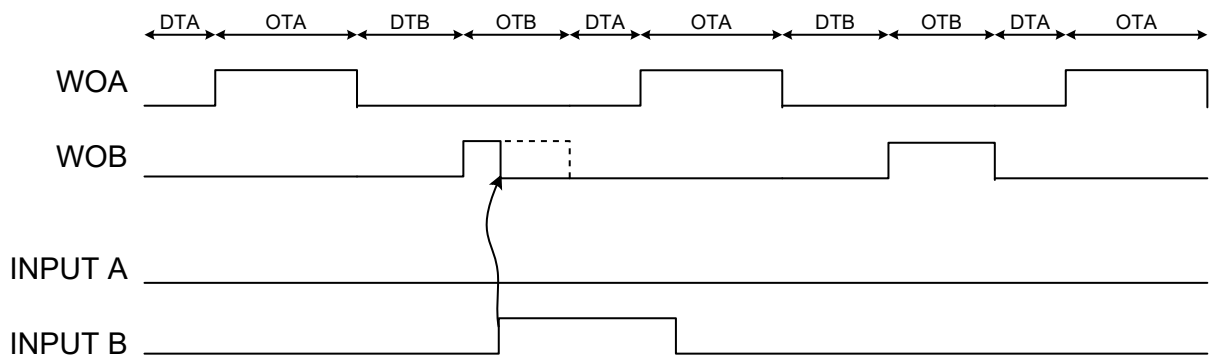 DTA OTA DTB OTB DTA OTA DTB OTB DTA OTA
WOA
WOB
INPUT A
INPUT B